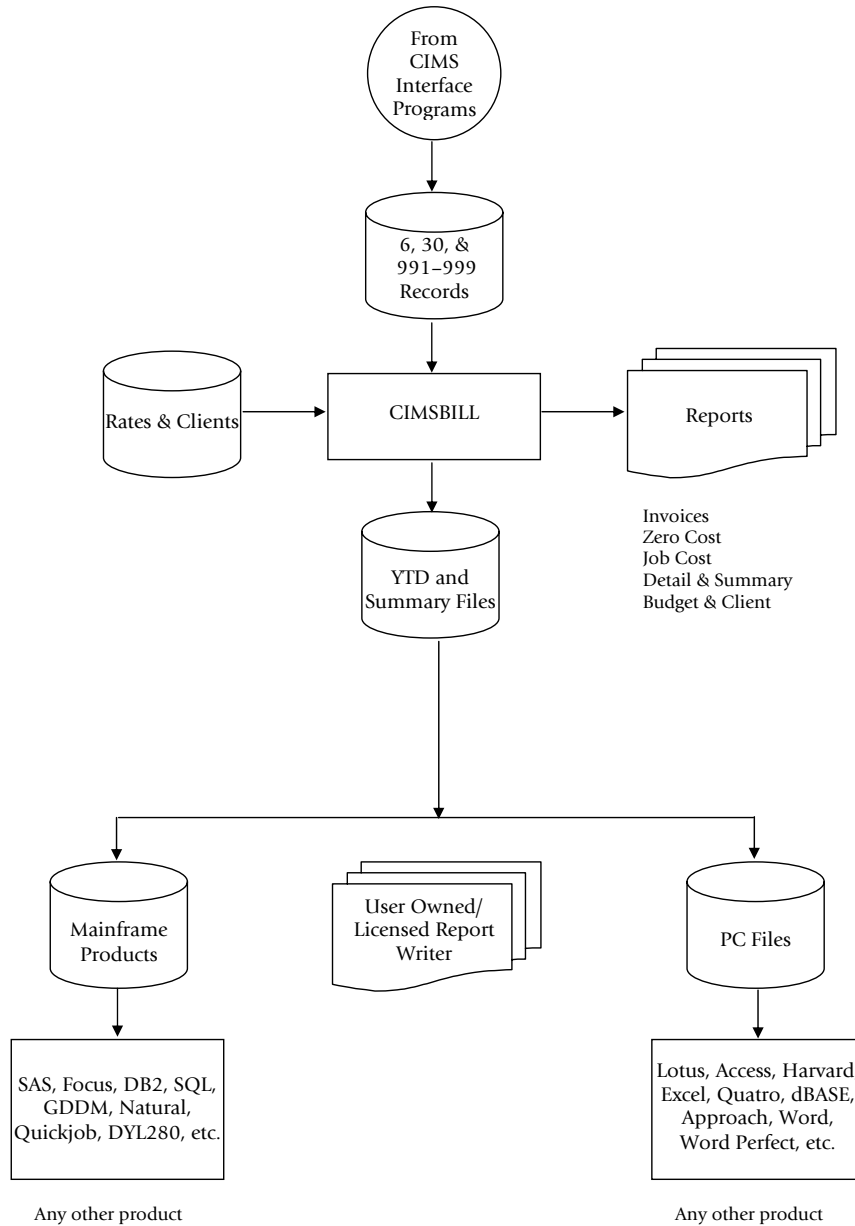 From
CIMS
Interface
Programs
6, 30, &
991–999
Records
Rates & Clients
CIMSBILL
Reports
Invoices
Zero Cost
Job Cost
Detail & Summary
Budget & Client
YTD and
Summary Files
Mainframe
Products
User Owned/
Licensed Report
Writer
PC Files
SAS, Focus, DB2, SQL,
GDDM, Natural,
Quickjob, DYL280, etc.
Lotus, Access, Harvard
Excel, Quatro, dBASE,
Approach, Word,
Word Perfect, etc.
Any other product
Any other product